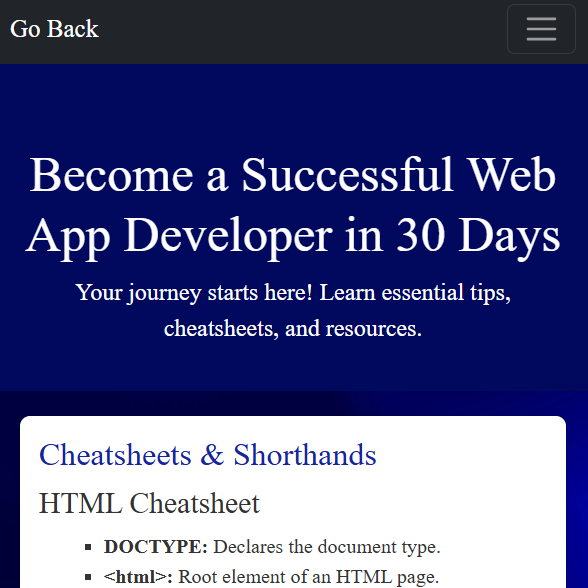 Go Back
Become a Successful Web
App Developer in 30 Days
Your journey starts here! Learn essential tips,
cheatsheets, and resources.
Cheatsheets & Shorthands
HTML Cheatsheet
DOCTYPE: Declares the document type.
<html>: Root element of an HTML page.